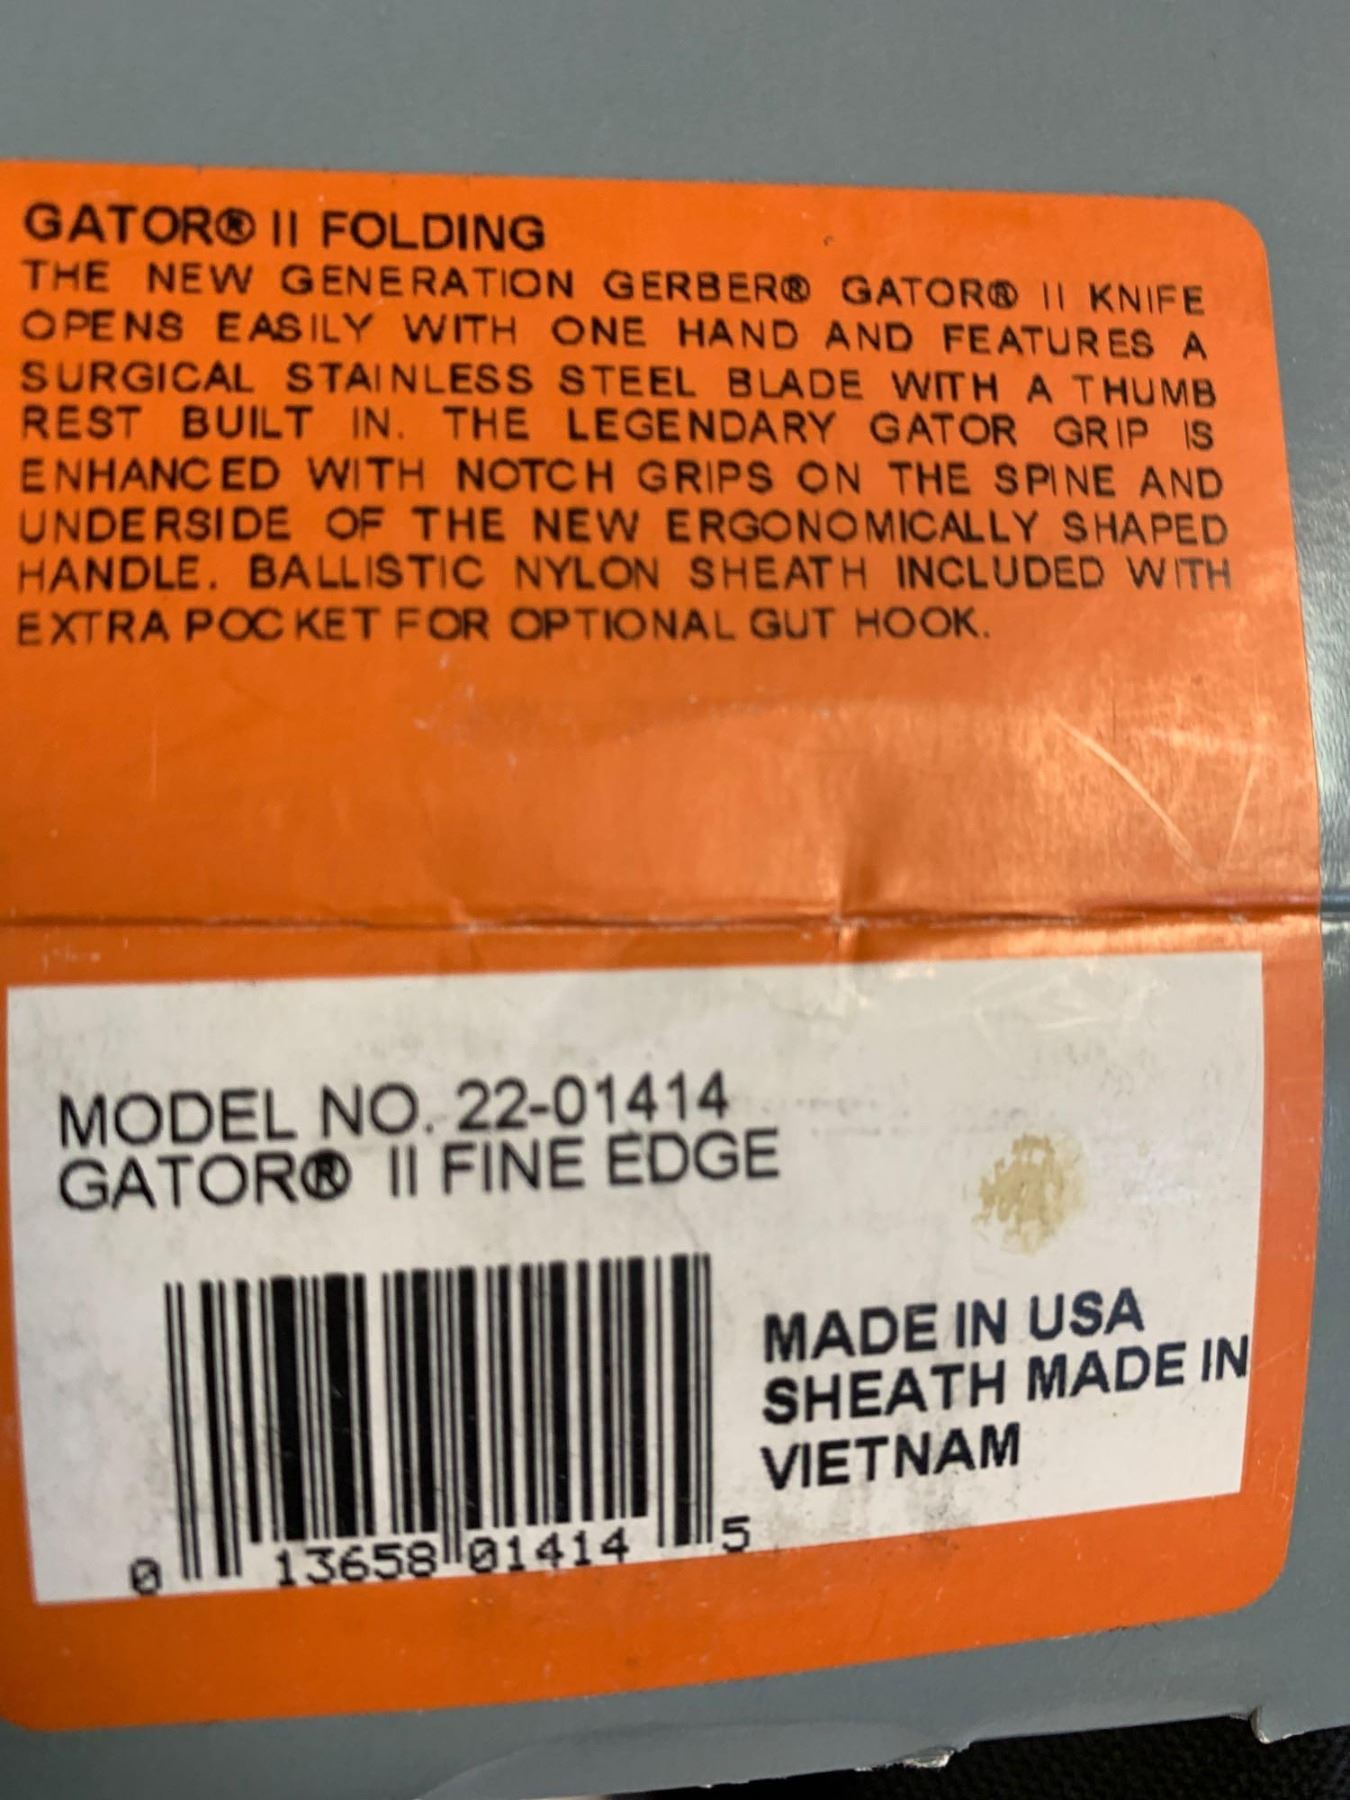 GATOR® II FOLDING
THE NEW GENERATION GERBER® GATOR® II KNIFE
OPENS EASILY WITH ONE HAND AND FEATURES A
SURGICAL STAINLESS STEEL BLADE WITH A THUMB
REST BUILT IN. THE LEGENDARY GATOR GRIP IS
ENHANCED WITH NOTCH GRIPS ON THE SPINE AND
UNDERSIDE OF THE NEW ERGONOMICALLY SHAPED
HANDLE. BALLISTIC NYLON SHEATH INCLUDED WITH
EXTRA POCKET FOR OPTIONAL GUT HOOK.
MODEL NO. 22-01414
GATOR® II FINE EDGE
MADE IN USA
SHEATH MADE IN
VIETNAM
0 13658 01414 5